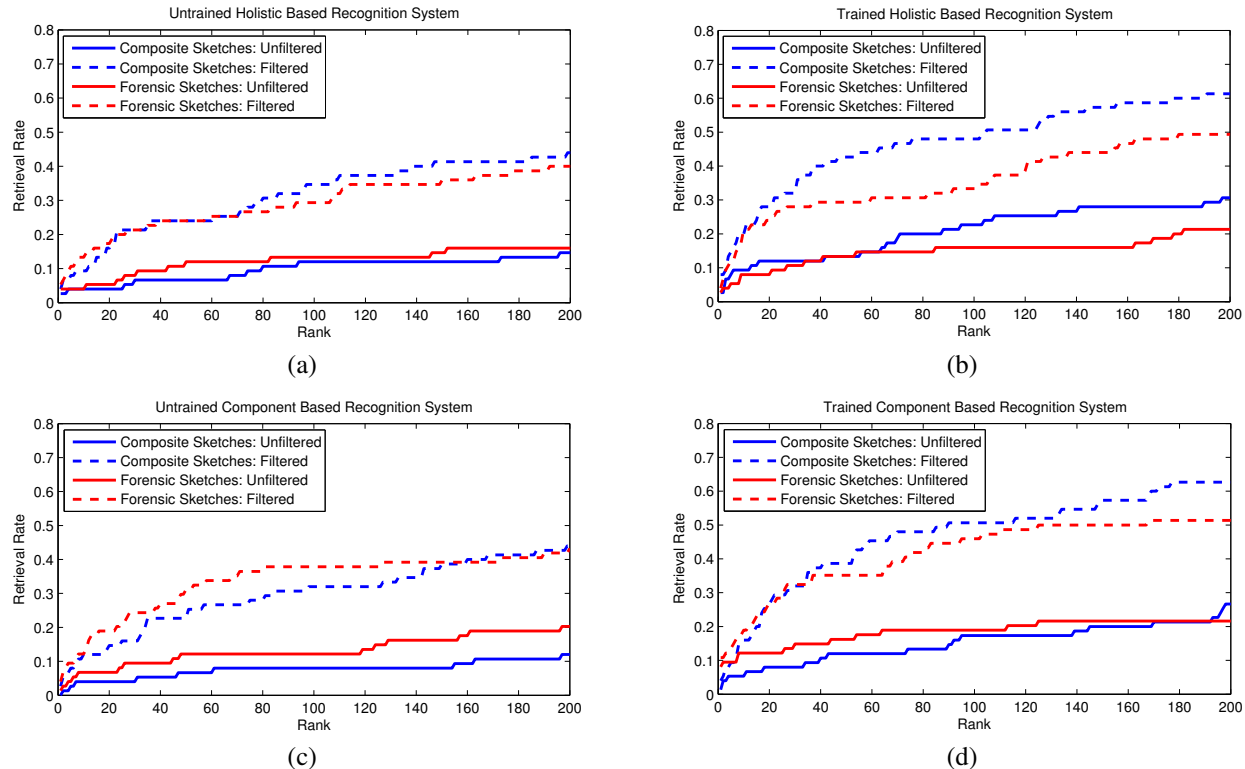 Untrained Holistic Based Recognition System
0.8
0.7
0.6
0.5
0.4
0.3
0.2
0.1
0
Retrieval Rate
Composite Sketches: Unfiltered
Composite Sketches: Filtered
Forensic Sketches: Unfiltered
Forensic Sketches: Filtered
0 20 40 60 80 100 120 140 160 180 200
Rank
(a)
Trained Holistic Based Recognition System
0.8
0.7
0.6
0.5
0.4
0.3
0.2
0.1
0
Retrieval Rate
Composite Sketches: Unfiltered
Composite Sketches: Filtered
Forensic Sketches: Unfiltered
Forensic Sketches: Filtered
0 20 40 60 80 100 120 140 160 180 200
Rank
(b)
Untrained Component Based Recognition System
0.8
0.7
0.6
0.5
0.4
0.3
0.2
0.1
0
Retrieval Rate
Composite Sketches: Unfiltered
Composite Sketches: Filtered
Forensic Sketches: Unfiltered
Forensic Sketches: Filtered
0 20 40 60 80 100 120 140 160 180 200
Rank
(c)
Trained Component Based Recognition System
0.8
0.7
0.6
0.5
0.4
0.3
0.2
0.1
0
Retrieval Rate
Composite Sketches: Unfiltered
Composite Sketches: Filtered
Forensic Sketches: Unfiltered
Forensic Sketches: Filtered
0 20 40 60 80 100 120 140 160 180 200
Rank
(d)